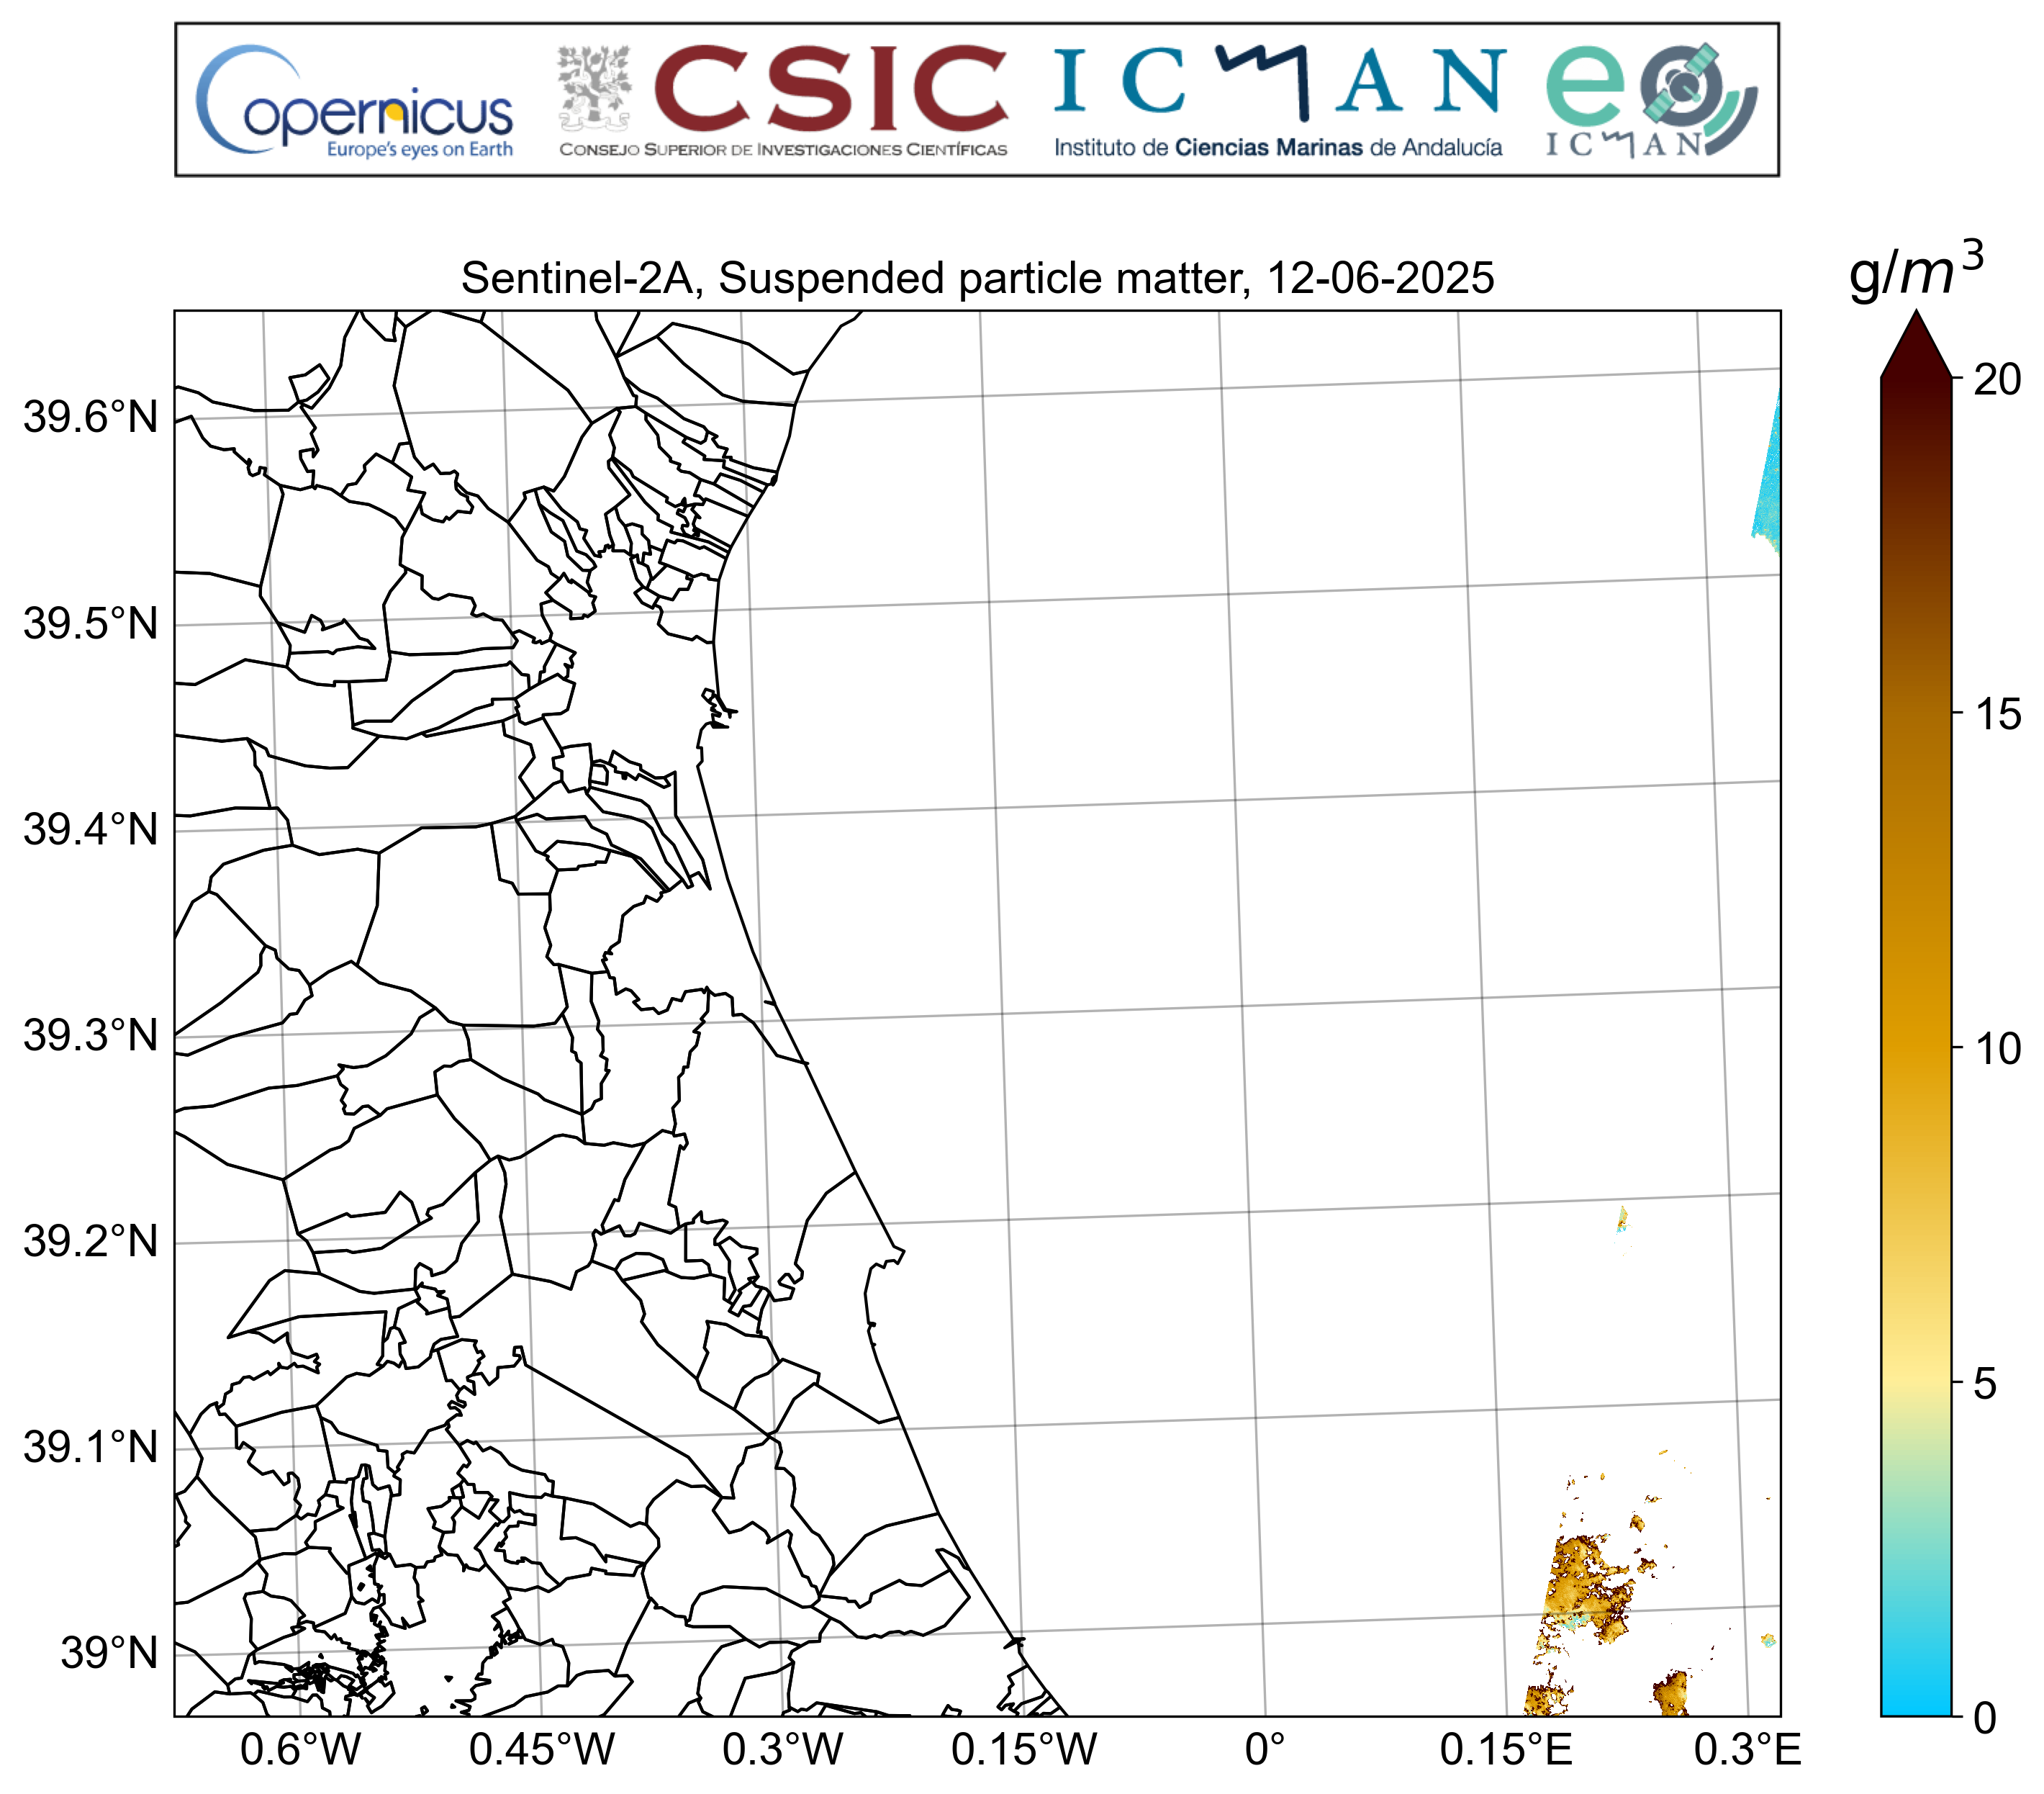 Copernicus
Europe's eyes on Earth
CSIC
CONSEJO SUPERIOR DE INVESTIGACIONES CIENTÍFICAS
ICMAN
Instituto de Ciencias Marinas de Andalucía
eo
ICMAN
Sentinel-2A, Suspended particle matter, 12-06-2025
g/m³
39.6°N
39.5°N
39.4°N
39.3°N
39.2°N
39.1°N
39°N
0.6°W 0.45°W 0.3°W 0.15°W 0° 0.15°E 0.3°E
20
15
10
5
0